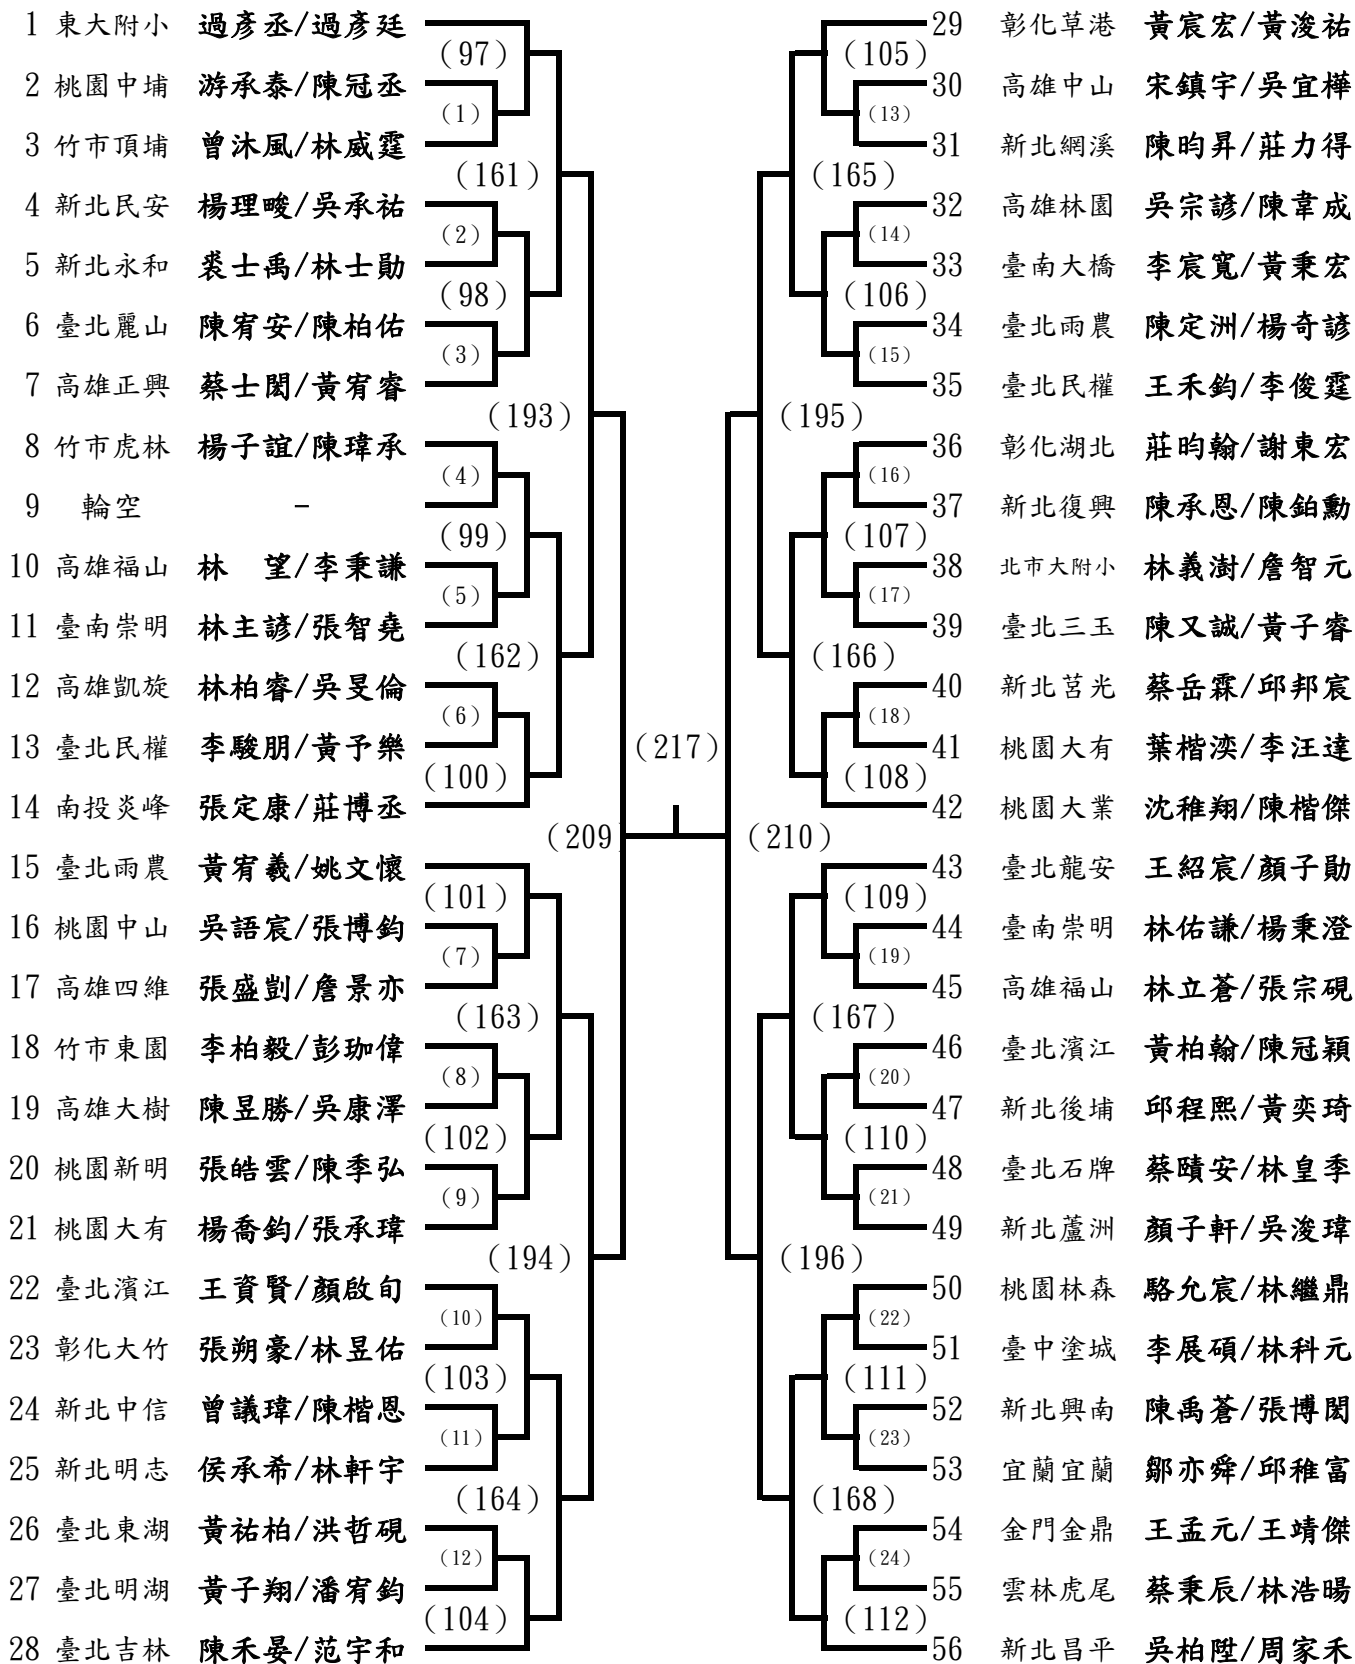 1 東大附小 過彥丞/過彥廷
(97)
2 桃園中埔 游承泰/陳冠丞
(1)
3 竹市頂埔 曾沐風/林威霆
(161)
4 新北民安 楊理畯/吳承祐
(2)
5 新北永和 裘士禹/林士勛
(98)
6 臺北麗山 陳宥安/陳柏佑
(3)
7 高雄正興 蔡士閎/黃宥睿
(193)
8 竹市虎林 楊子誼/陳瑋承
(4)
9 輪空 -
(99)
10 高雄福山 林 望/李秉謙
(5)
11 臺南崇明 林主諺/張智堯
(162)
12 高雄凱旋 林柏睿/吳旻倫
(6)
13 臺北民權 李駿朋/黃予樂
(100)
14 南投炎峰 張定康/莊博丞
(209)
15 臺北雨農 黃宥羲/姚文懷
(101)
16 桃園中山 吳語宸/張博鈞
(7)
17 高雄四維 張盛剴/詹景亦
(163)
18 竹市東園 李柏毅/彭珈偉
(8)
19 高雄大樹 陳昱勝/吳康澤
(102)
20 桃園新明 張皓雲/陳季弘
(9)
21 桃園大有 楊喬鈞/張承瑋
(194)
22 臺北濱江 王資賢/顏啟旬
(10)
23 彰化大竹 張朔豪/林昱佑
(103)
24 新北中信 曾議瑋/陳楷恩
(11)
25 新北明志 侯承希/林軒宇
(164)
26 臺北東湖 黃祐柏/洪哲硯
(12)
27 臺北明湖 黃子翔/潘宥鈞
(104)
28 臺北吉林 陳禾晏/范宇和
(217)
29 彰化草港 黃宸宏/黃浚祐
(105)
30 高雄中山 宋鎮宇/吳宜樺
(13)
31 新北網溪 陳昀昇/莊力得
(165)
32 高雄林園 吳宗諺/陳韋成
(14)
33 臺南大橋 李宸寬/黃秉宏
(106)
34 臺北雨農 陳定洲/楊奇諺
(15)
35 臺北民權 王禾鈞/李俊霆
(195)
36 彰化湖北 莊昀翰/謝東宏
(16)
37 新北復興 陳承恩/陳鉑勳
(107)
38 北市大附小 林義澍/詹智元
(17)
39 臺北三玉 陳又誠/黃子睿
(166)
40 新北莒光 蔡岳霖/邱邦宸
(18)
41 桃園大有 葉楷湙/李汪達
(108)
42 桃園大業 沈稚翔/陳楷傑
(210)
43 臺北龍安 王紹宸/顏子勛
(109)
44 臺南崇明 林佑謙/楊秉澄
(19)
45 高雄福山 林立蒼/張宗硯
(167)
46 臺北濱江 黃柏翰/陳冠穎
(20)
47 新北後埔 邱程熙/黃奕琦
(110)
48 臺北石牌 蔡賾安/林皇季
(21)
49 新北蘆洲 顏子軒/吳浚瑋
(196)
50 桃園林森 駱允宸/林繼鼎
(22)
51 臺中塗城 李展碩/林科元
(111)
52 新北興南 陳禹蒼/張博閎
(23)
53 宜蘭宜蘭 鄒亦舜/邱稚富
(168)
54 金門金鼎 王孟元/王靖傑
(24)
55 雲林虎尾 蔡秉辰/林浩暘
(112)
56 新北昌平 吳柏陞/周家禾